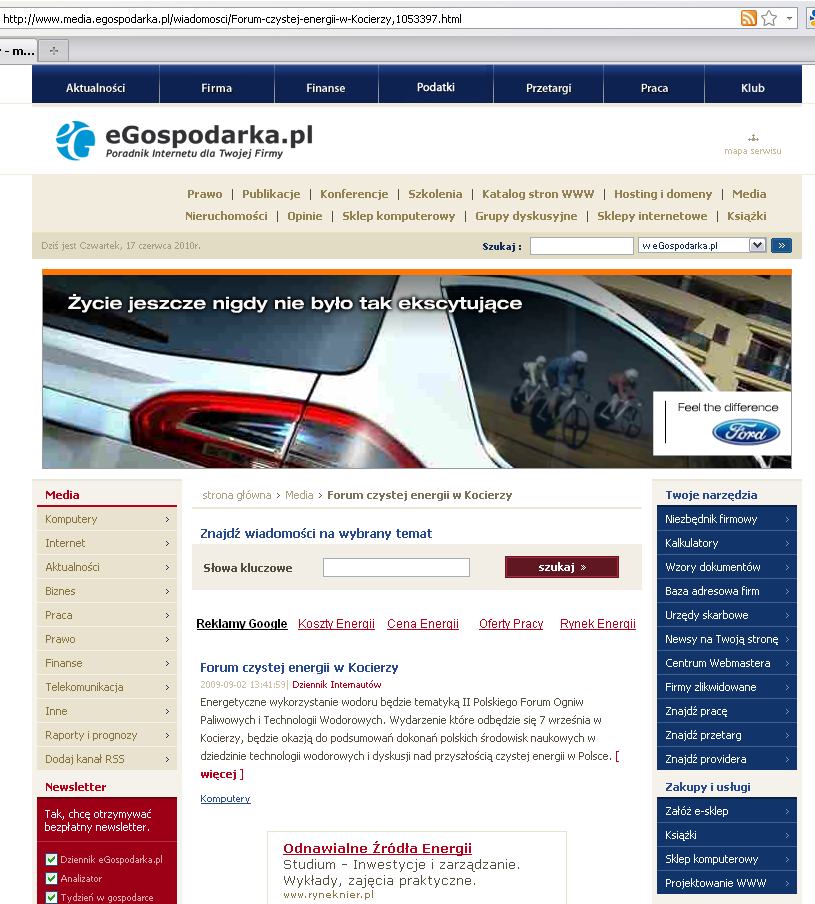 http://www.media.egospodarka.pl/wiadomosci/Forum-czystej-energii-w-Kocierzy,1053397.html
- m...
Aktualności Firma Finanse Podatki Przetargi Praca Klub
eGospodarka.pl
Poradnik Internetu dla Twojej Firmy
mapa serwisu
Prawo | Publikacje | Konferencje | Szkolenia | Katalog stron WWW | Hosting i domeny | Media
Nieruchomości | Opinie | Sklep komputerowy | Grupy dyskusyjne | Sklepy internetowe | Książki
Dziś jest Czwartek, 17 czerwca 2010r.
Szukaj : w eGospodarka.pl »
Życie jeszcze nigdy nie było tak ekscytujące
Feel the difference
Ford
Media
Komputery
Internet
Aktualności
Biznes
Praca
Prawo
Finanse
Telekomunikacja
Inne
Raporty i prognozy
Dodaj kanał RSS
Newsletter
Tak, chcę otrzymywać
bezpłatny newsletter.
Dziennik eGospodarka.pl
Analizator
Tydzień w gospodarce
strona główna › Media › Forum czystej energii w Kocierzy
Znajdź wiadomości na wybrany temat
Słowa kluczowe szukaj »
Reklamy Google Koszty Energii Cena Energii Oferty Pracy Rynek Energii
Forum czystej energii w Kocierzy
2009-09-02 13:41:59| Dziennik Internautów
Energetyczne wykorzystanie wodoru będzie tematyką II Polskiego Forum Ogniw
Paliwowych i Technologii Wodorowych. Wydarzenie które odbędzie się 7 września w
Kocierzy, będzie okazją do podsumowań dokonań polskich środowisk naukowych w
dziedzinie technologii wodorowych i dyskusji nad przyszłością czystej energii w Polsce. [
więcej ]
Komputery
Odnawialne Źródła Energii
Studium - Inwestycje i zarządzanie.
Wykłady, zajęcia praktyczne.
www.ryneknier.pl
Twoje narzędzia
Niezbędnik firmowy
Kalkulatory
Wzory dokumentów
Baza adresowa firm
Urzędy skarbowe
Newsy na Twoją stronę
Centrum Webmastera
Firmy zlikwidowane
Znajdź pracę
Znajdź przetarg
Znajdź providera
Zakupy i usługi
Załóż e-sklep
Książki
Sklep komputerowy
Projektowanie WWW